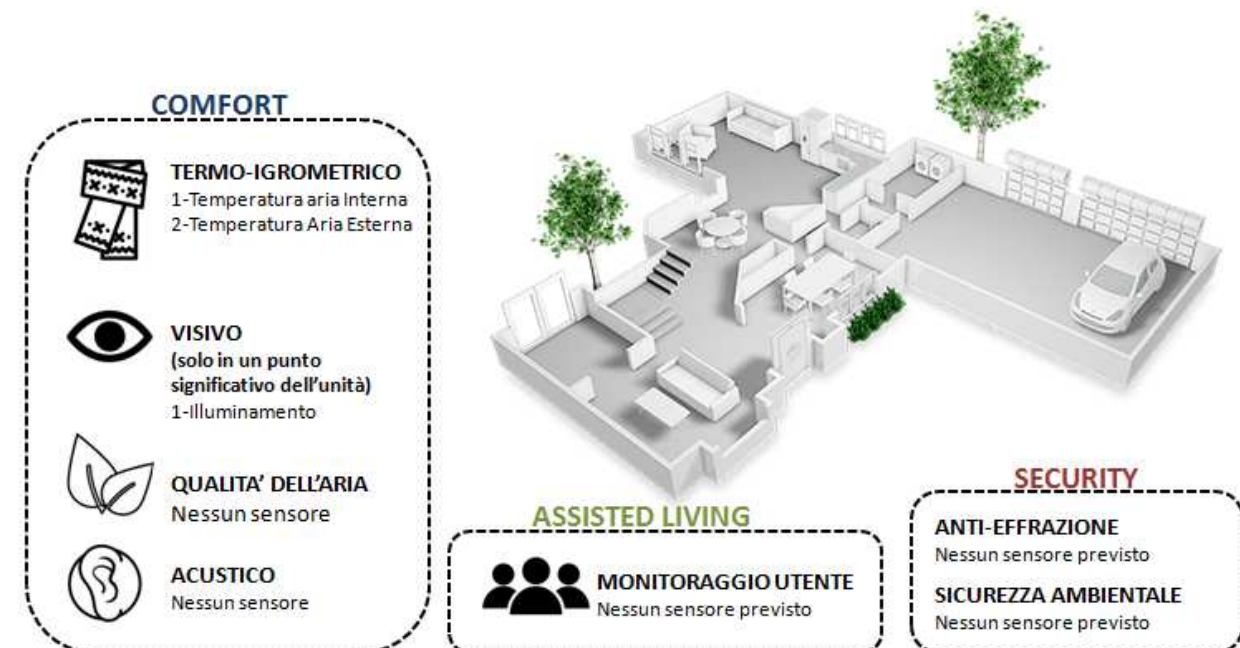 COMFORT
TERMO-IGROMETRICO
1-Temperatura aria Interna
2-Temperatura Aria Esterna
VISIVO
(solo in un punto
significativo dell'unità)
1-Illuminamento
QUALITA' DELL'ARIA
Nessun sensore
ACUSTICO
Nessun sensore
ASSISTED LIVING
MONITORAGGIO UTENTE
Nessun sensore previsto
SECURITY
ANTI-EFFRAZIONE
Nessun sensore previsto
SICUREZZA AMBIENTALE
Nessun sensore previsto